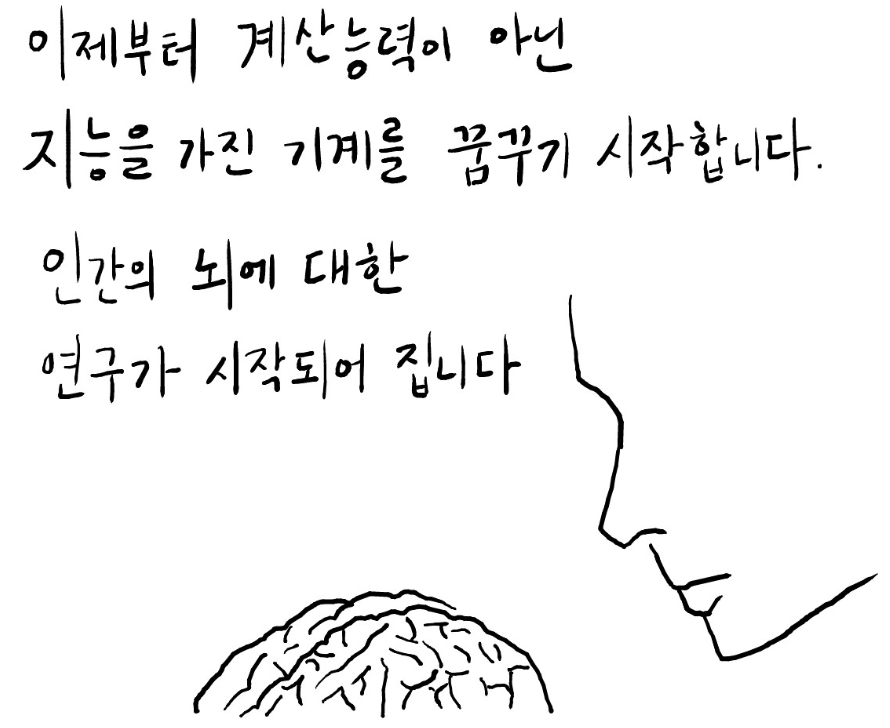 이제부터 계산능력이 아닌
지능을 가진 기계를 꿈꾸기 시작합니다.
인간의 뇌에 대한
연구가 시작되어 집니다